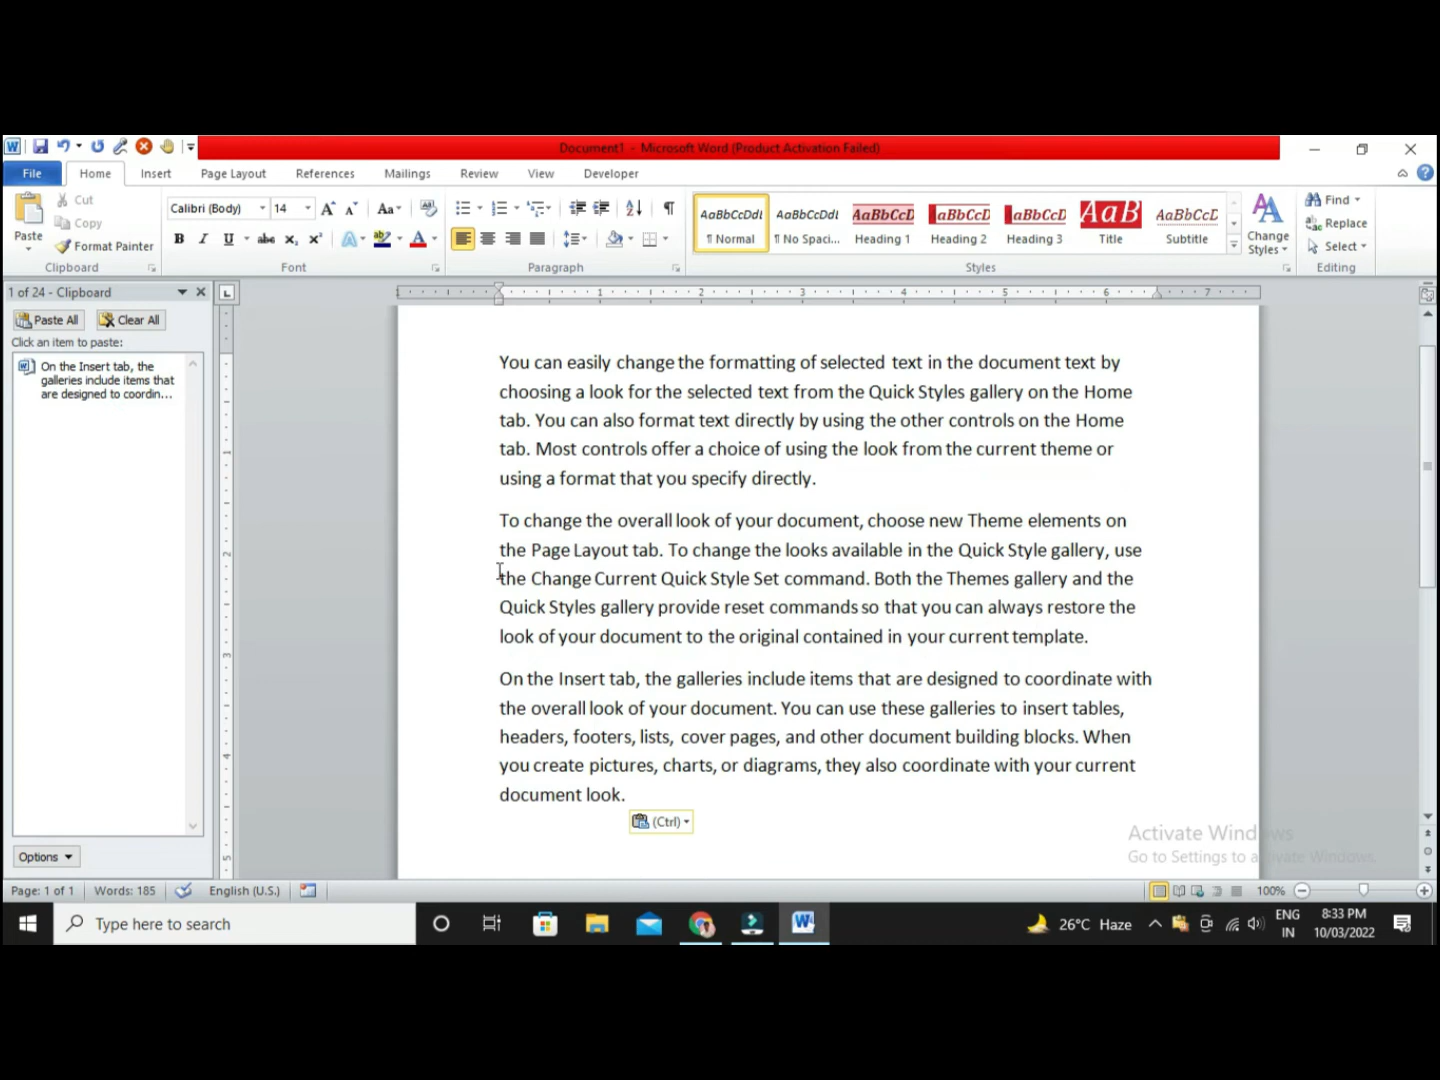 Document1 - Microsoft Word (Product Activation Failed)
File Home Insert Page Layout References Mailings Review View Developer
Paste
Cut
Copy
Format Painter
Clipboard
Calibri (Body) 14
Font
Paragraph
AaBbCcDdI AaBbCcDdI AaBbCcD AaBbCcD AaBbCcD AaB AaBbCcD
¶ Normal ¶ No Spaci... Heading 1 Heading 2 Heading 3 Title Subtitle
Change Styles
Styles
Find
Replace
Select
Editing
1 of 24 - Clipboard
Paste All Clear All
Click an item to paste:
On the Insert tab, the
galleries include items that
are designed to coordin...
Options
You can easily change the formatting of selected text in the document text by
choosing a look for the selected text from the Quick Styles gallery on the Home
tab. You can also format text directly by using the other controls on the Home
tab. Most controls offer a choice of using the look from the current theme or
using a format that you specify directly.
To change the overall look of your document, choose new Theme elements on
the Page Layout tab. To change the looks available in the Quick Style gallery, use
the Change Current Quick Style Set command. Both the Themes gallery and the
Quick Styles gallery provide reset commands so that you can always restore the
look of your document to the original contained in your current template.
On the Insert tab, the galleries include items that are designed to coordinate with
the overall look of your document. You can use these galleries to insert tables,
headers, footers, lists, cover pages, and other document building blocks. When
you create pictures, charts, or diagrams, they also coordinate with your current
document look.
(Ctrl)
Activate Windows
Go to Settings to activate Windows.
Page: 1 of 1 Words: 185 English (U.S.) 100%
Type here to search
26°C Haze
ENG
IN
8:33 PM
10/03/2022